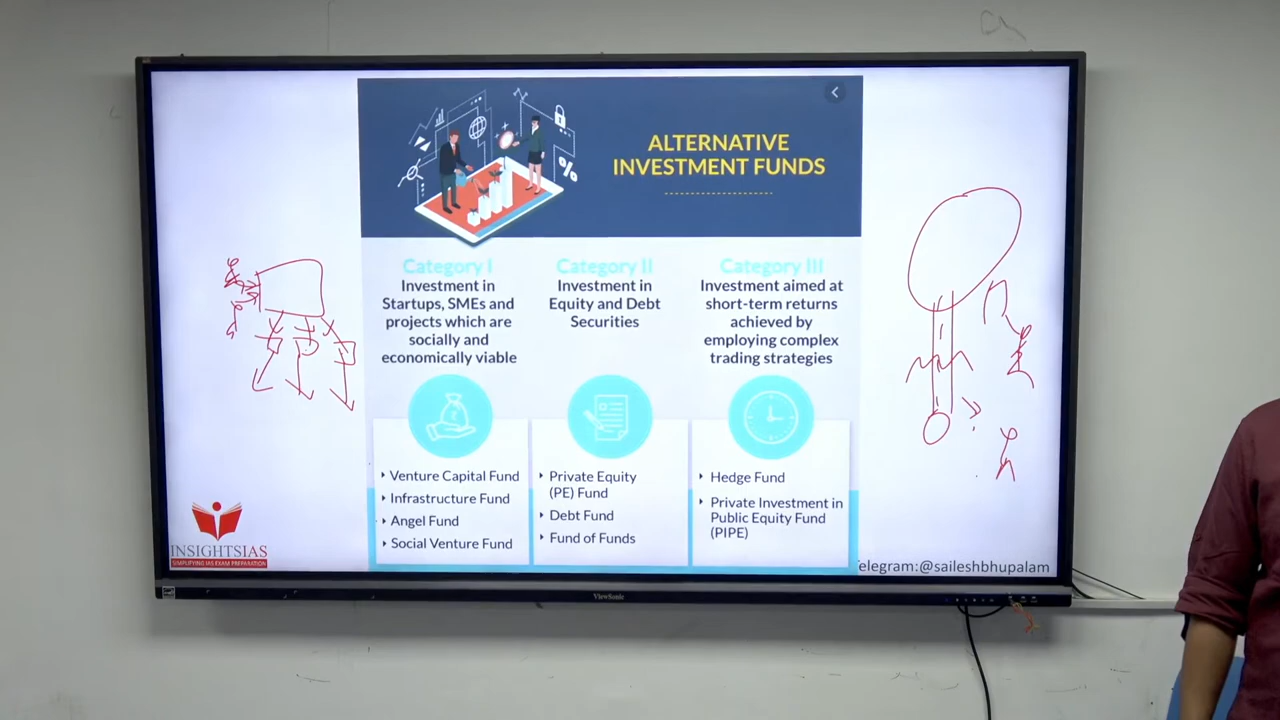 ALTERNATIVE
INVESTMENT FUNDS
Category I
Investment in
Startups, SMEs and
projects which are
socially and
economically viable
Venture Capital Fund
Infrastructure Fund
Angel Fund
Social Venture Fund
Category II
Investment in
Equity and Debt
Securities
Private Equity
(PE) Fund
Debt Fund
Fund of Funds
Category III
Investment aimed at
short-term returns
achieved by
employing complex
trading strategies
Hedge Fund
Private Investment in
Public Equity Fund
(PIPE)
INSIGHTSIAS
SIMPLIFYING IAS EXAM PREPARATION
elegram:@saileshbhupalam
ViewSonic